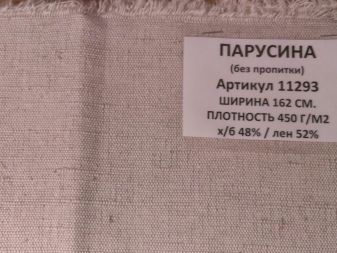 ПАРУСИНА
(без пропитки)
Артикул 11293
ШИРИНА 162 СМ.
ПЛОТНОСТЬ 450 Г/М2
х/б 48% / лен 52%